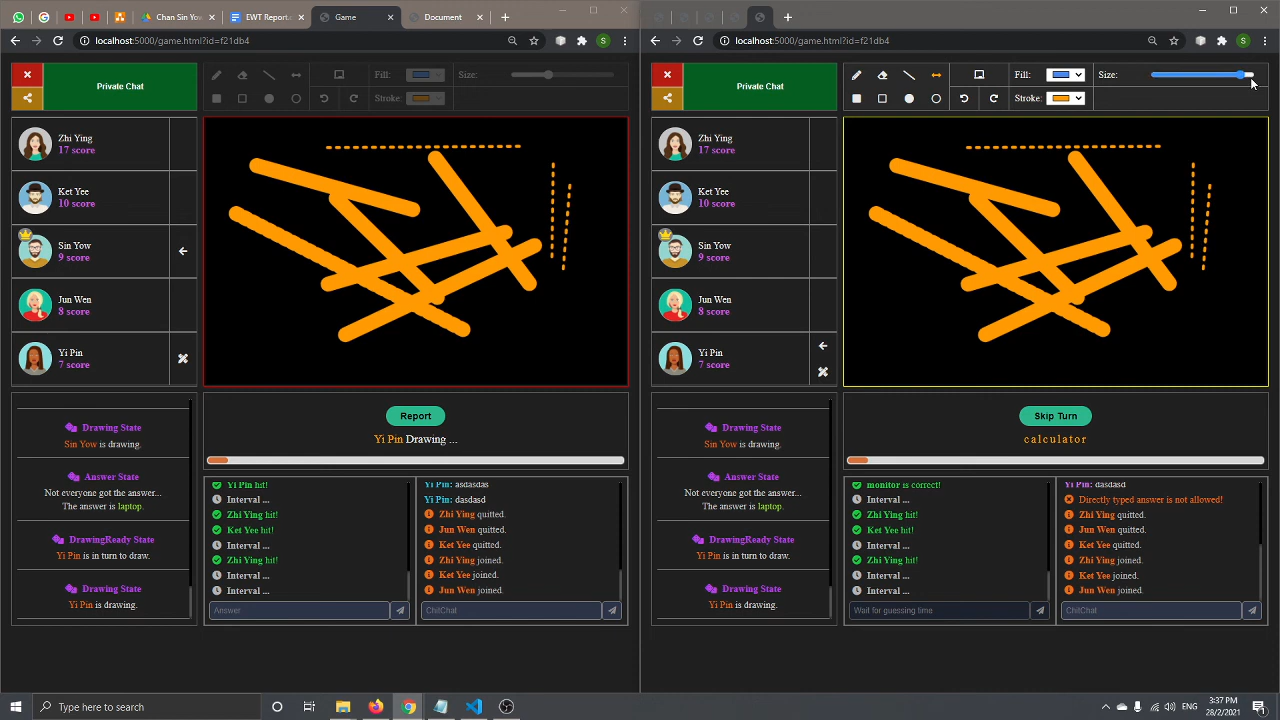 Chan Sin Yow
EWT Report
Game
Document
localhost:5000/game.html?id=f21db4
S
Private Chat
Fill:
Size:
Stroke:
Zhi Ying
17 score
Ket Yee
10 score
Sin Yow
9 score
Jun Wen
8 score
Yi Pin
7 score
Report
Yi Pin Drawing ...
Drawing State
Sin Yow is drawing.
Answer State
Not everyone got the answer...
The answer is laptop.
DrawingReady State
Yi Pin is in turn to draw.
Drawing State
Yi Pin is drawing.
Yi Pin hit!
Interval ...
Zhi Ying hit!
Ket Yee hit!
Interval ...
Zhi Ying hit!
Interval ...
Interval ...
Answer
Yi Pin: asdasdas
Yi Pin: dasdasd
Zhi Ying quitted.
Jun Wen quitted.
Ket Yee quitted.
Zhi Ying joined.
Ket Yee joined.
Jun Wen joined.
ChitChat
localhost:5000/game.html?id=f21db4
S
Private Chat
Fill:
Size:
Stroke:
Zhi Ying
17 score
Ket Yee
10 score
Sin Yow
9 score
Jun Wen
8 score
Yi Pin
7 score
Skip Turn
calculator
Drawing State
Sin Yow is drawing.
Answer State
Not everyone got the answer...
The answer is laptop.
DrawingReady State
Yi Pin is in turn to draw.
Drawing State
Yi Pin is drawing.
monitor is correct!
Interval ...
Zhi Ying hit!
Ket Yee hit!
Interval ...
Zhi Ying hit!
Interval ...
Interval ...
Wait for guessing time
Yi Pin: dasdasd
Directly typed answer is not allowed!
Zhi Ying quitted.
Jun Wen quitted.
Ket Yee quitted.
Zhi Ying joined.
Ket Yee joined.
Jun Wen joined.
ChitChat
Type here to search
ENG
3:37 PM
28/2/2021